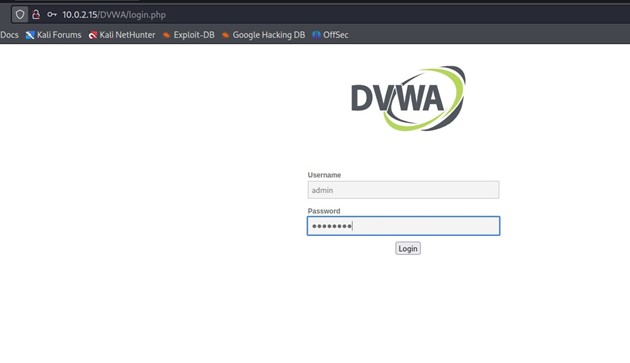 10.0.2.15/DVWA/login.php
Docs Kali Forums Kali NetHunter Exploit-DB Google Hacking DB OffSec
DVWA
Username
admin
Password
••••••••
Login